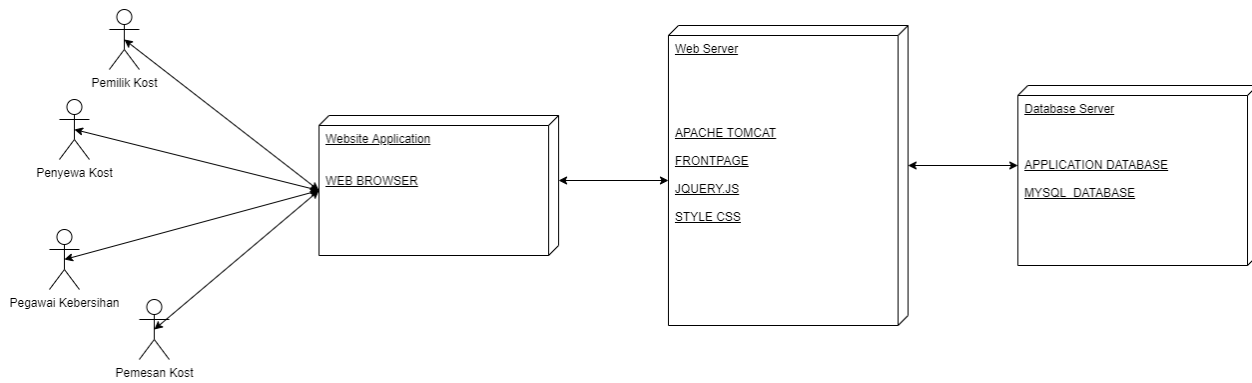 Pemilik Kost
Penyewa Kost
Pegawai Kebersihan
Pemesan Kost
Website Application
WEB BROWSER
Web Server
APACHE TOMCAT
FRONTPAGE
JQUERY.JS
STYLE CSS
Database Server
APPLICATION DATABASE
MYSQL DATABASE